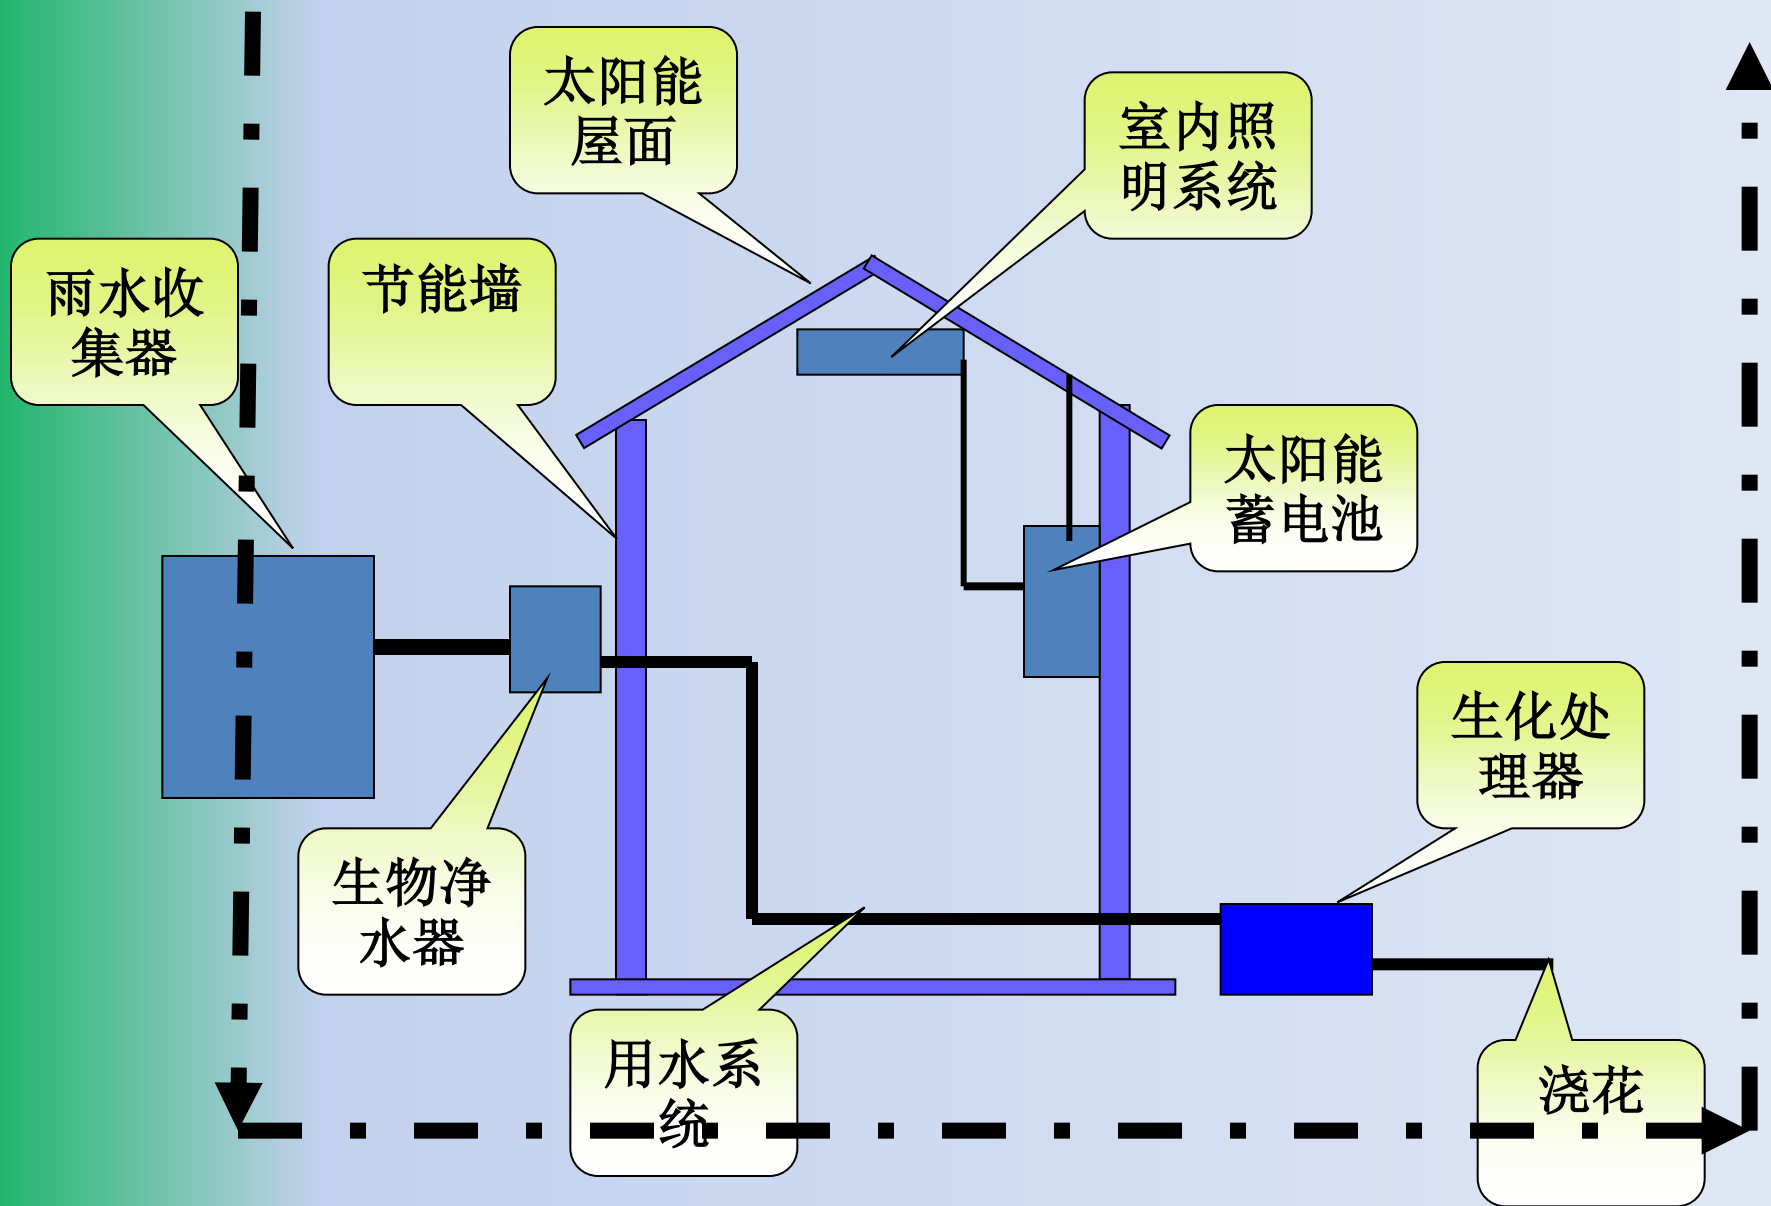 太阳能
屋面
室内照
明系统
雨水收
集器
节能墙
太阳能
蓄电池
生化处
理器
生物净
水器
用水系
统
浇花